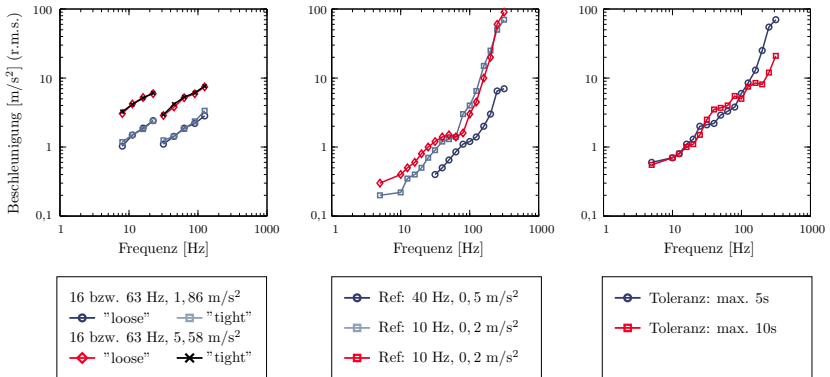 Beschleunigung [m/s²] (r.m.s.)
100
10
1
0,1
1 10 100 1000
Frequenz [Hz]
100
10
1
0,1
1 10 100 1000
Frequenz [Hz]
100
10
1
0,1
1 10 100 1000
Frequenz [Hz]
16 bzw. 63 Hz, 1, 86 m/s²
"loose" "tight"
16 bzw. 63 Hz, 5, 58 m/s²
"loose" "tight"
Ref: 40 Hz, 0, 5 m/s²
Ref: 10 Hz, 0, 2 m/s²
Ref: 10 Hz, 0, 2 m/s²
Toleranz: max. 5s
Toleranz: max. 10s